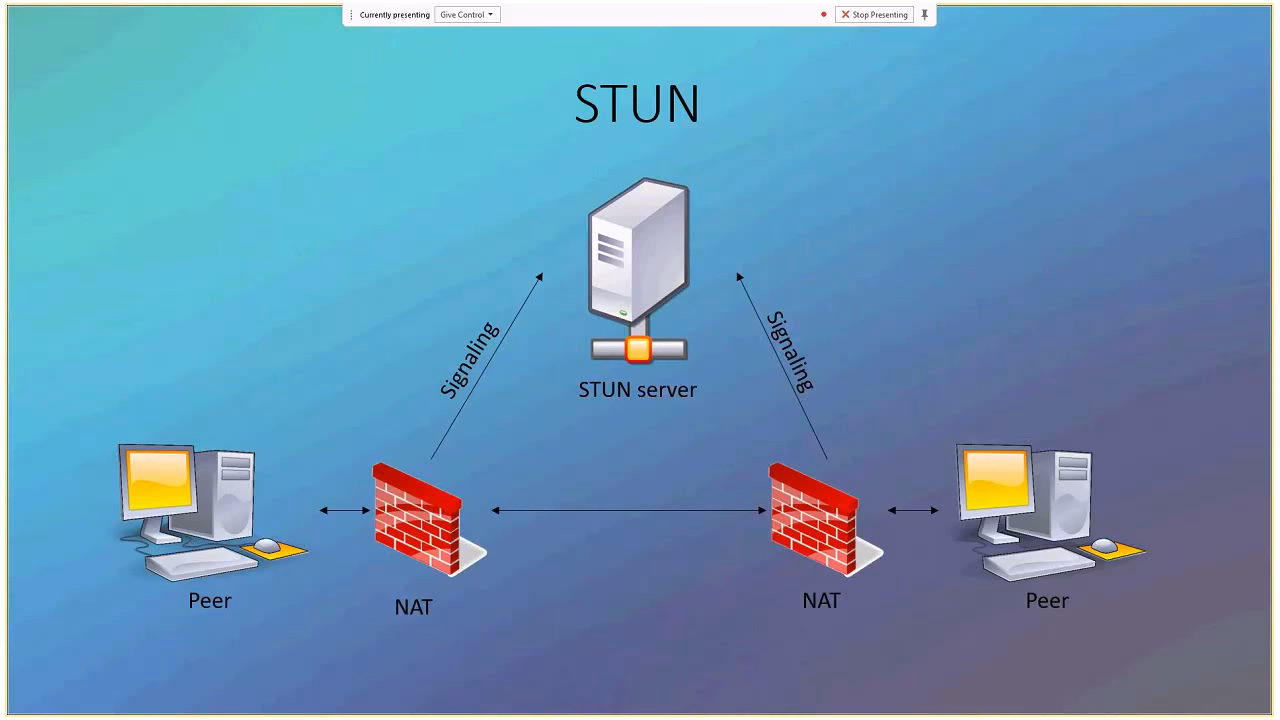 Currently presenting
Give Control
Stop Presenting
STUN
Signaling
Signaling
STUN server
Peer
NAT
NAT
Peer